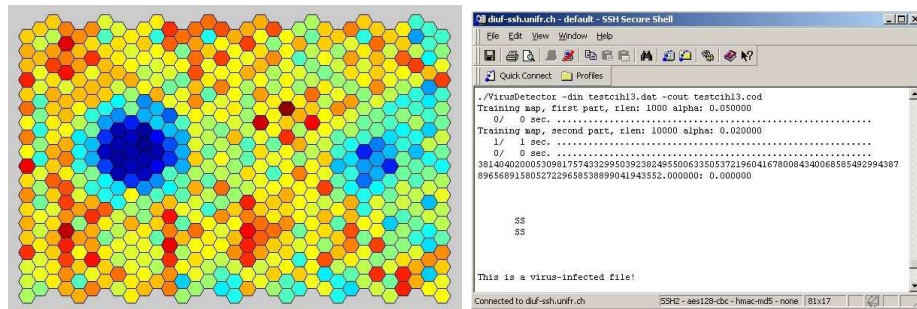 diuf-ssh.unifr.ch - default - SSH Secure Shell
File Edit View Window Help
Quick Connect Profiles
./VirusDetector -din testcihl3.dat -cout testcihl3.cod
Training map, first part, rlen: 1000 alpha: 0.050000
0/ 0 sec. ............................................................
Training map, second part, rlen: 10000 alpha: 0.020000
1/ 1 sec. ............................................................
0/ 0 sec. ............................................................
SS
SS
This is a virus-infected file!
Connected to diuf-ssh.unifr.ch SSH2 - aes128-cbc - hmac-md5 - none 81x17